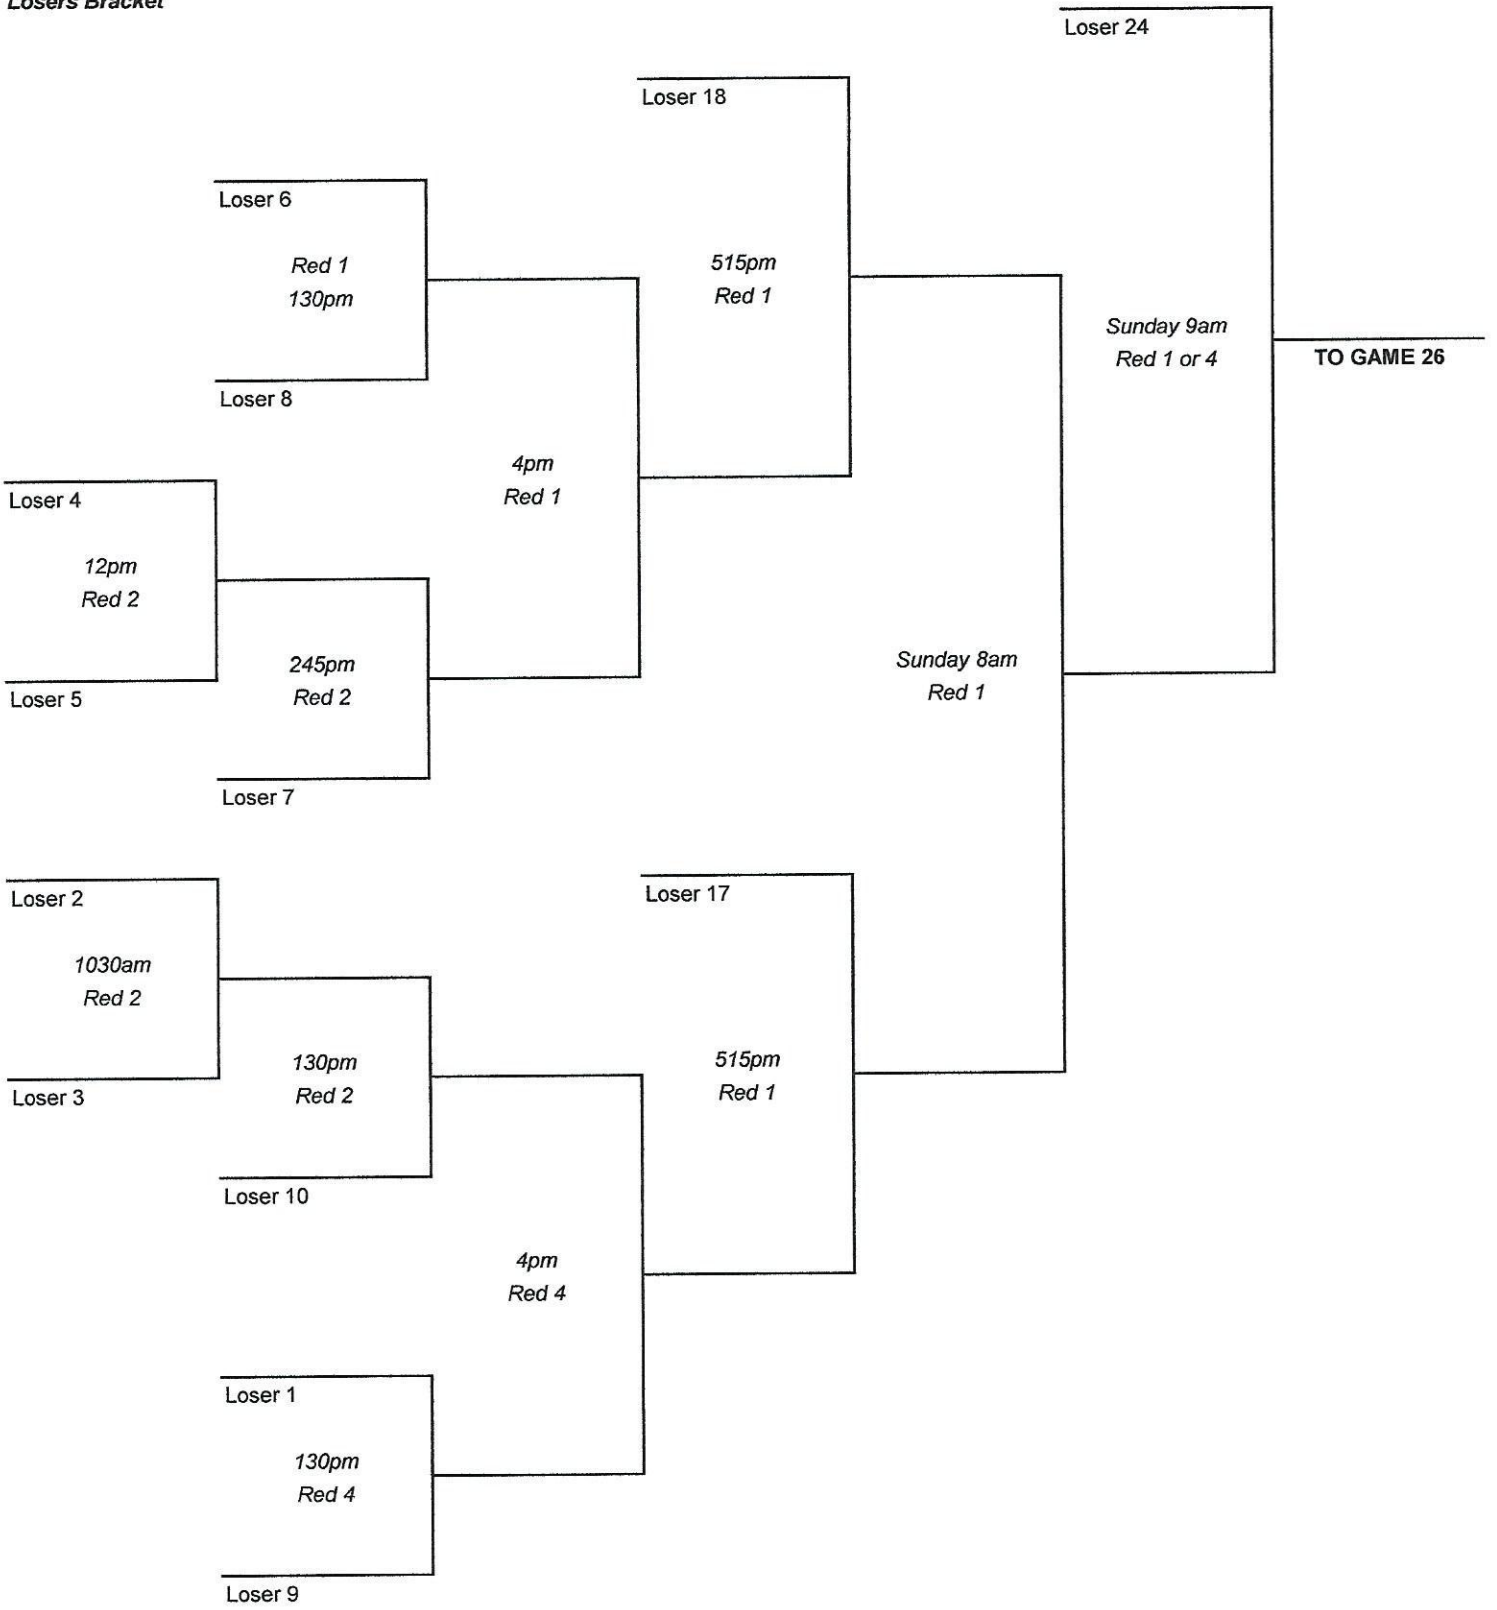 Losers Bracket
Loser 24
Loser 18
Loser 6
Red 1
130pm
515pm
Red 1
Sunday 9am
Red 1 or 4
TO GAME 26
Loser 8
4pm
Red 1
Loser 4
12pm
Red 2
Loser 5
245pm
Red 2
Sunday 8am
Red 1
Loser 7
Loser 2
Loser 17
1030am
Red 2
Loser 3
130pm
Red 2
515pm
Red 1
Loser 10
4pm
Red 4
Loser 1
130pm
Red 4
Loser 9